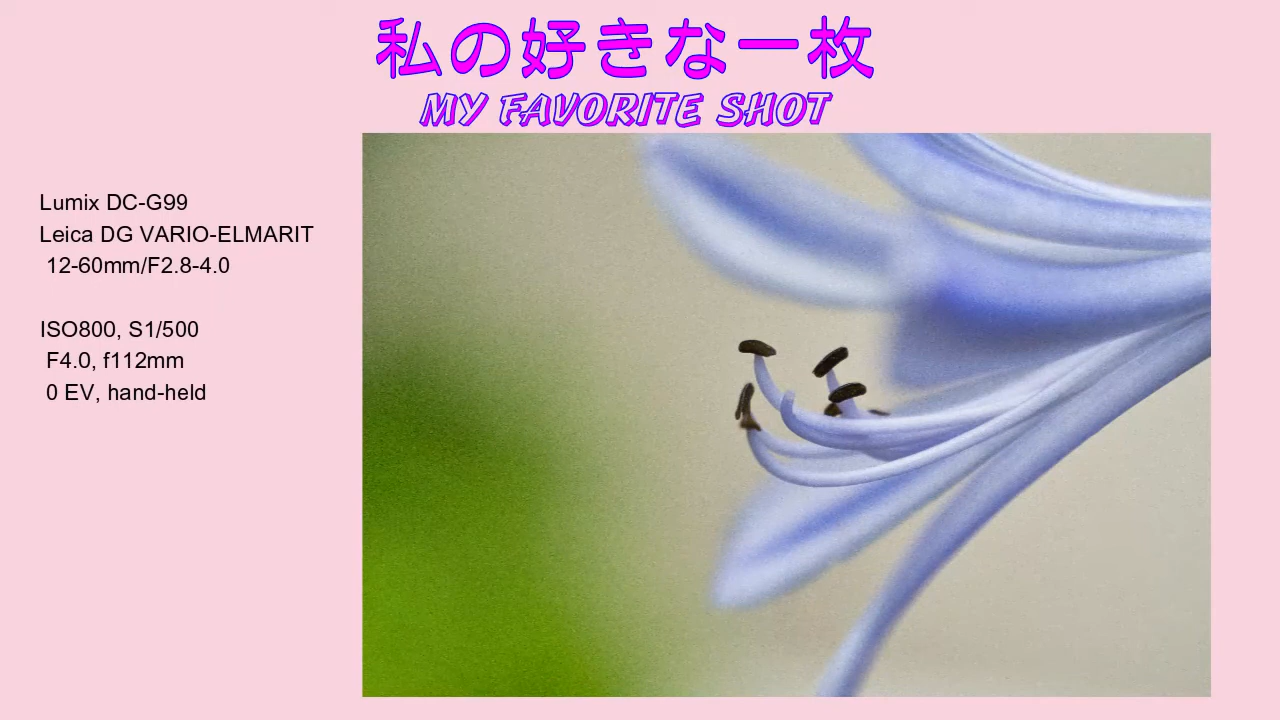 私の好きな一枚
MY FAVORITE SHOT
Lumix DC-G99
Leica DG VARIO-ELMARIT
12-60mm/F2.8-4.0
ISO800, S1/500
F4.0, f112mm
0 EV, hand-held